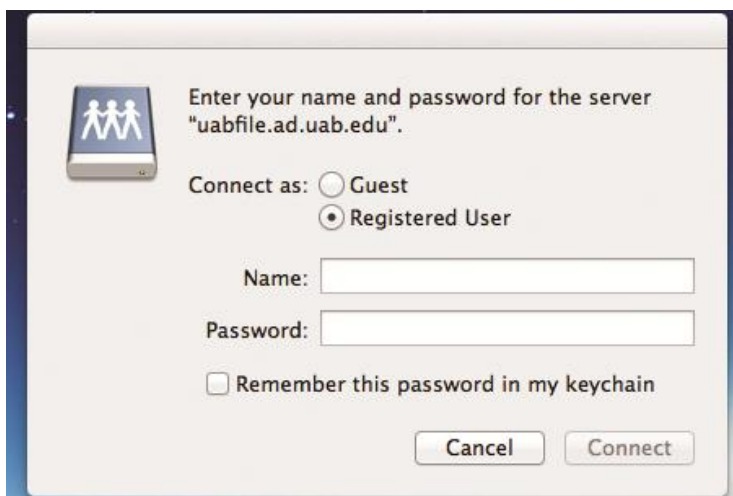 Enter your name and password for the server
"uabfile.ad.uab.edu".
Connect as: Guest
Registered User
Name:
Password:
Remember this password in my keychain
Cancel Connect